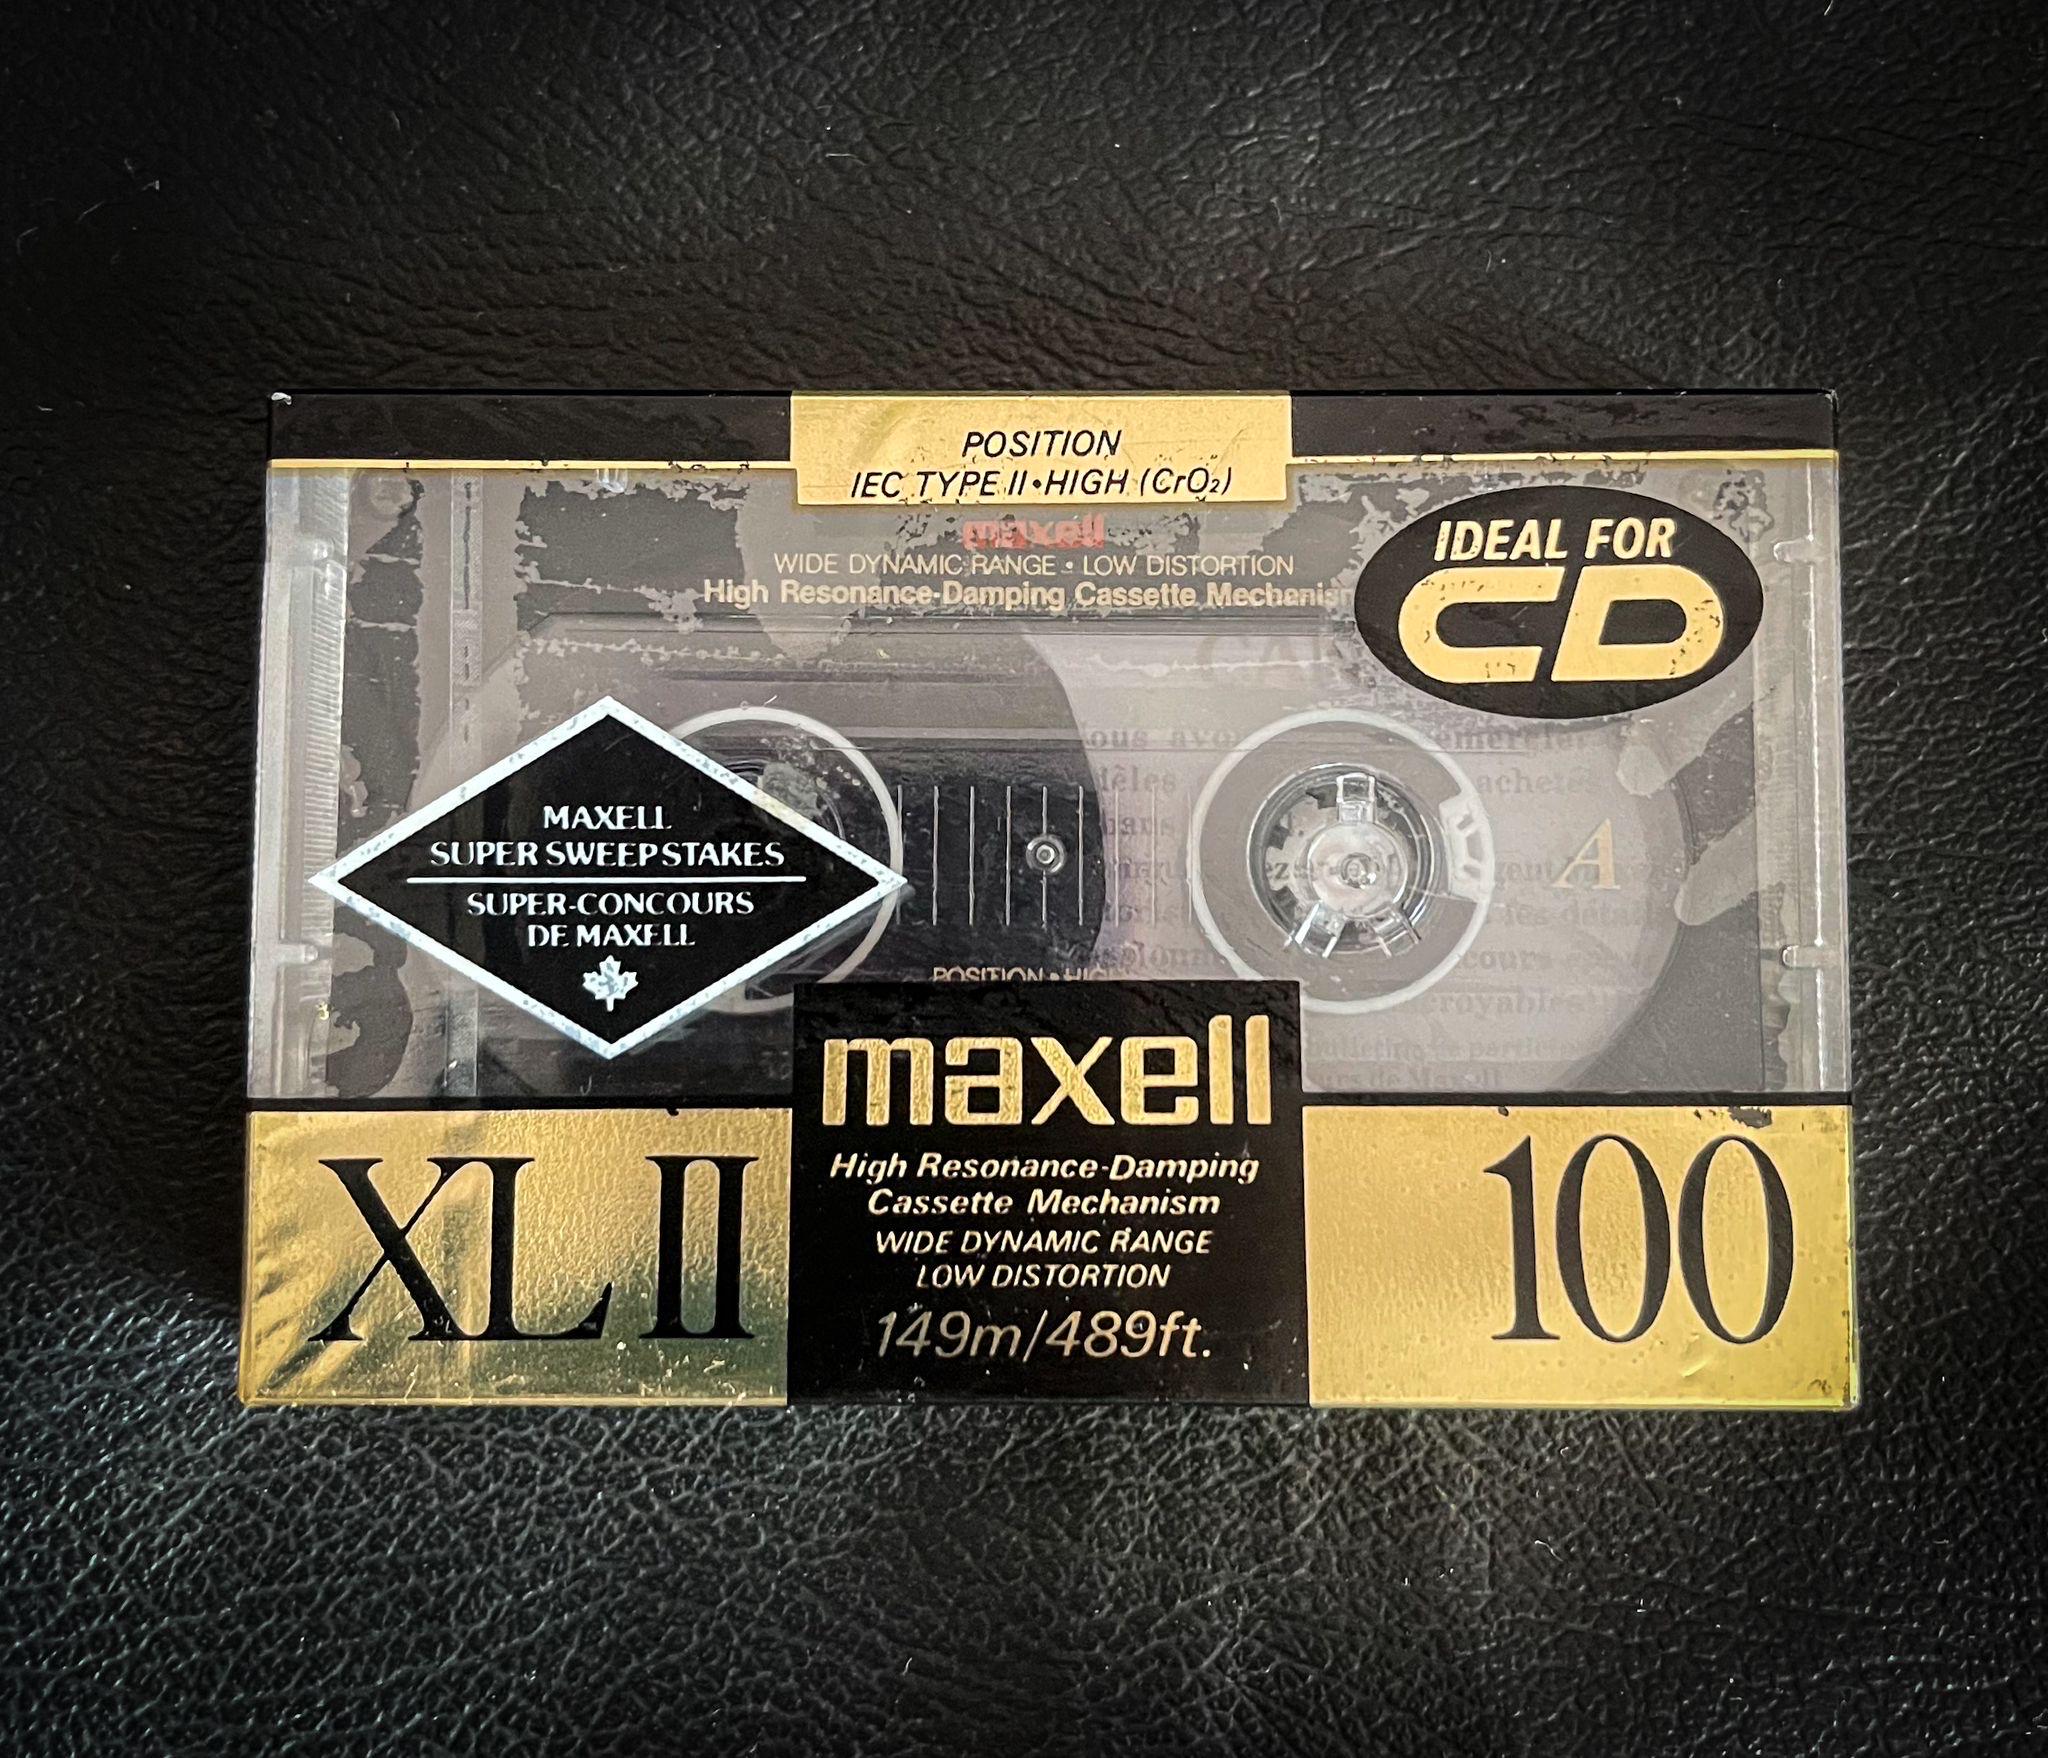 POSITION
IEC TYPE II•HIGH (CrO₂)
maxell
WIDE DYNAMIC RANGE • LOW DISTORTION
High Resonance-Damping Cassette
IDEAL FOR
CD
MAXELL
SUPER SWEEPSTAKES
SUPER-CONCOURS
DE MAXELL
A
POSITION •
maxell
High Resonance-Damping
Cassette Mechanism
WIDE DYNAMIC RANGE
LOW DISTORTION
149m/489ft.
XL II
100